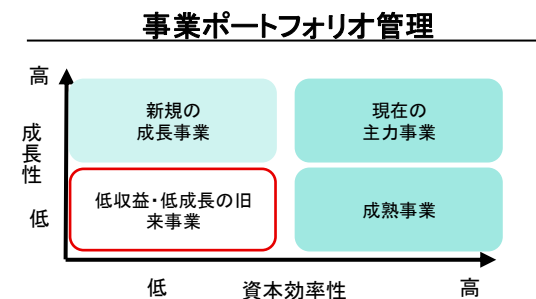 事業ポートフォリオ管理
高
新規の
成長事業
現在の
主力事業
成長性
低収益・低成長の旧
来事業
成熟事業
低
低
資本効率性
高